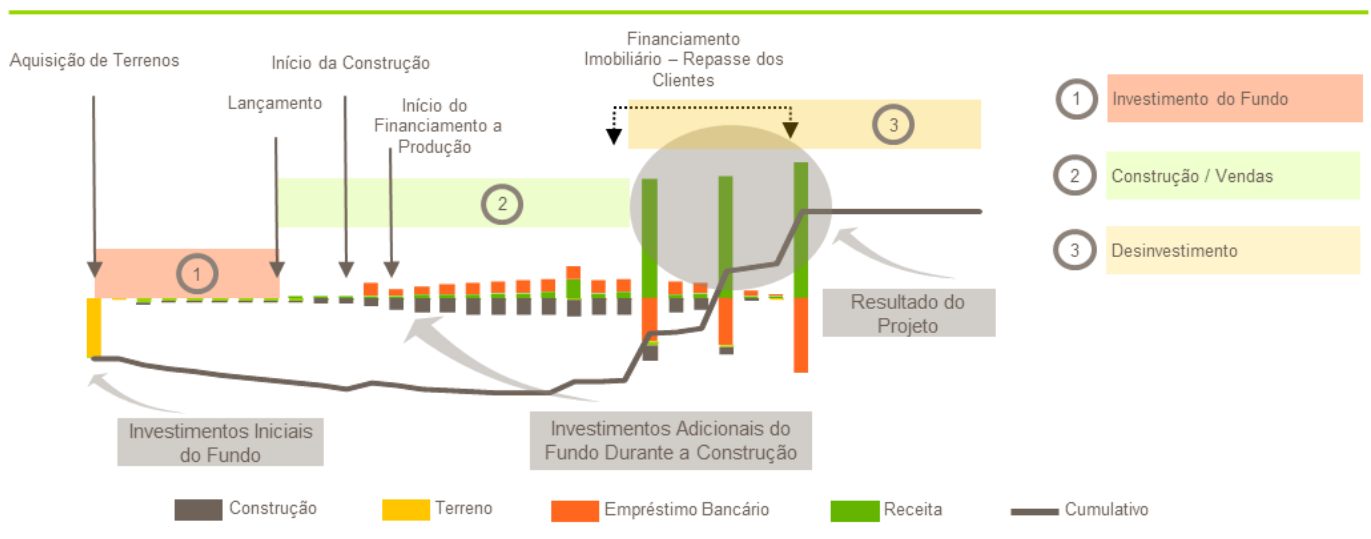 Aquisição de Terrenos
Início da Construção
Lançamento
Início do
Financiamento a
Produção
Financiamento
Imobiliário – Repasse dos
Clientes
1
2
3
1
Investimento do Fundo
2
Construção / Vendas
3
Desinvestimento
Resultado do
Projeto
Investimentos Iniciais
do Fundo
Investimentos Adicionais do
Fundo Durante a Construção
Construção
Terreno
Empréstimo Bancário
Receita
Cumulativo